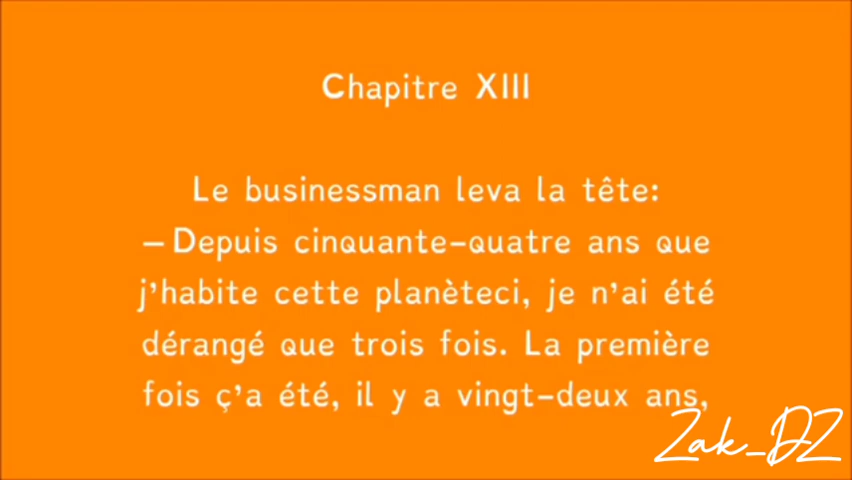 Chapitre XIII
Le businessman leva la tête:
– Depuis cinquante-quatre ans que
j'habite cette planèteci, je n'ai été
dérangé que trois fois. La première
fois ç'a été, il y a vingt-deux ans,
Zak_DZ